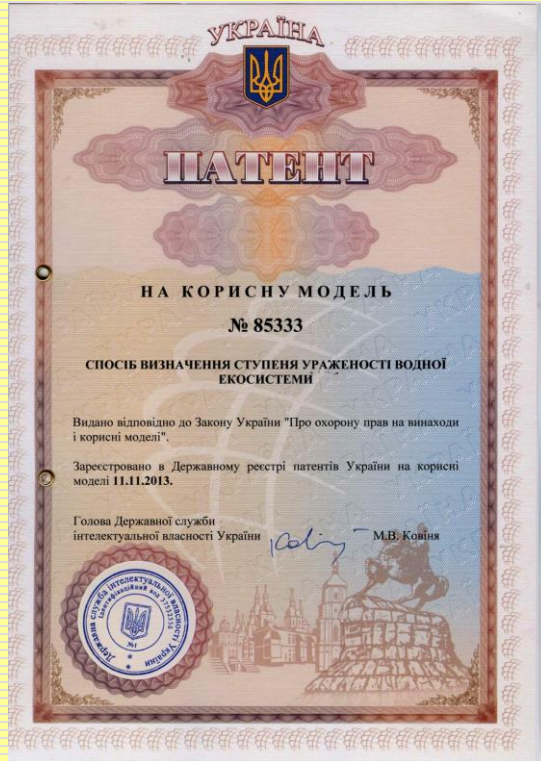 УКРАЇНА
ПАТЕНТ
НА КОРИСНУ МОДЕЛЬ
№ 85333
СПОСІБ ВИЗНАЧЕННЯ СТУПЕНЯ УРАЖЕНОСТІ ВОДНОЇ
ЕКОСИСТЕМИ
Видано відповідно до Закону України "Про охорону прав на винаходи
і корисні моделі".
Зареєстровано в Державному реєстрі патентів України на корисні
моделі 11.11.2013.
Голова Державної служби
інтелектуальної власності України
М.В. Ковіня
Державна служба інтелектуальної власності України
Ідентифікаційний код
№1